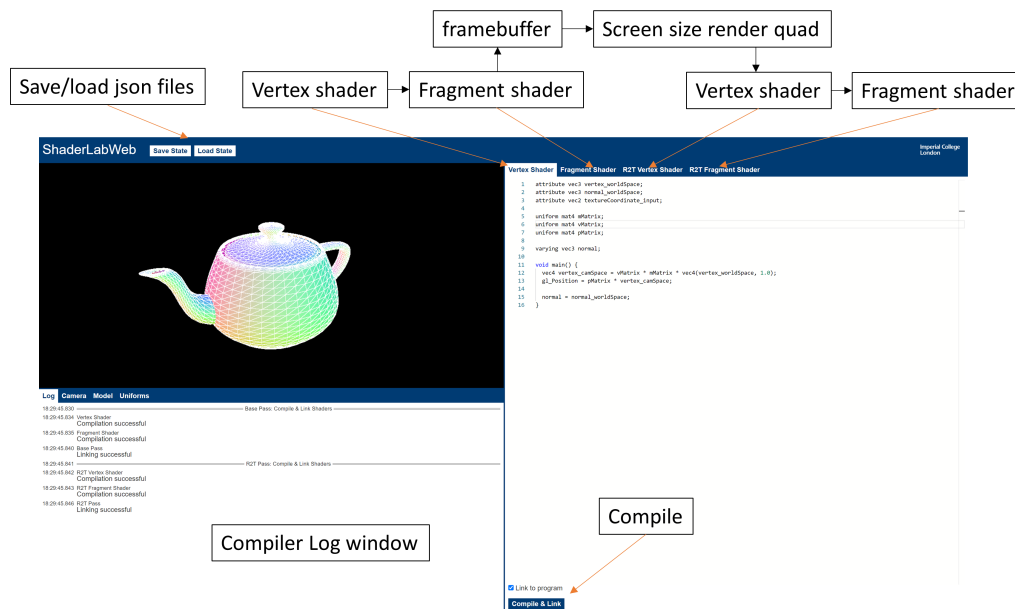 framebuffer
Screen size render quad
Save/load json files
Vertex shader
Fragment shader
Vertex shader
Fragment shader
ShaderLabWeb
Save State
Load State
Imperial College
London
Vertex Shader
Fragment Shader
R2T Vertex Shader
R2T Fragment Shader
1 attribute vec3 vertex_worldSpace;
2 attribute vec3 normal_worldSpace;
3 attribute vec2 textureCoordinate_input;
4
5 uniform mat4 mMatrix;
6 uniform mat4 vMatrix;
7 uniform mat4 pMatrix;
8
9 varying vec3 normal;
10
11 void main() {
12 vec4 vertex_camSpace = vMatrix * mMatrix * vec4(vertex_worldSpace, 1.0);
13 gl_Position = pMatrix * vertex_camSpace;
14
15 normal = normal_worldSpace;
16 }
Log Camera Model Uniforms
18:29:45.830 Base Pass: Compile & Link Shaders
18:29:45.834 Vertex Shader
Compilation successful
18:29:45.835 Fragment Shader
Compilation successful
18:29:45.840 Base Pass
Linking successful
18:29:45.841 R2T Pass: Compile & Link Shaders
18:29:45.842 R2T Vertex Shader
Compilation successful
18:29:45.843 R2T Fragment Shader
Compilation successful
18:29:45.846 R2T Pass
Linking successful
Compiler Log window
Compile
Link to program
Compile & Link